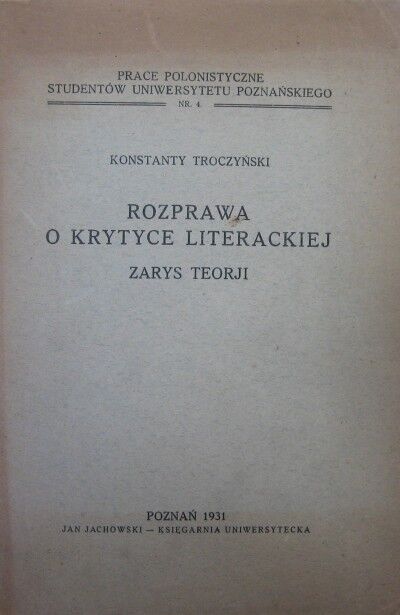 PRACE POLONISTYCZNE
STUDENTÓW UNIWERSYTETU POZNAŃSKIEGO
NR. 4
KONSTANTY TROCZYŃSKI
ROZPRAWA
O KRYTYCE LITERACKIEJ
ZARYS TEORJI
POZNAŃ 1931
JAN JACHOWSKI — KSIĘGARNIA UNIWERSYTECKA